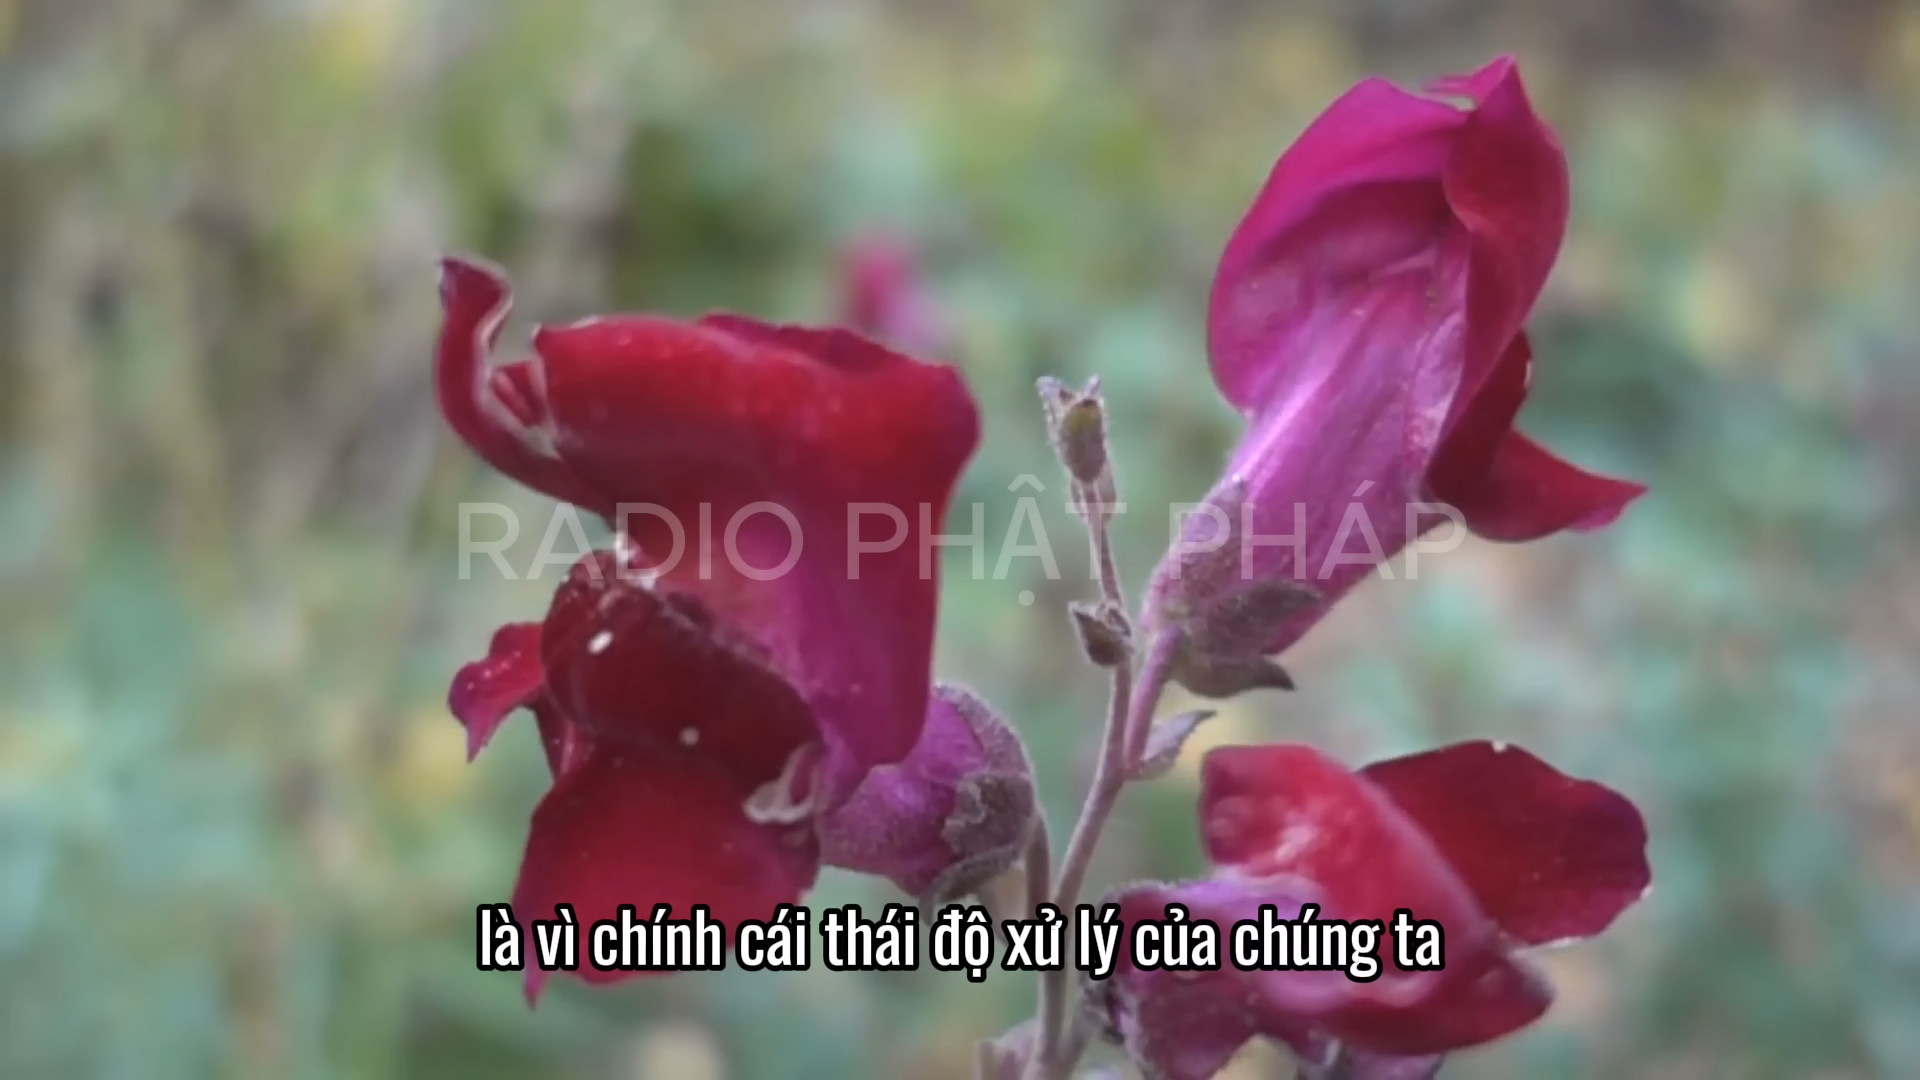 RADIO PHẬT PHÁP
là vì chính cái thái độ xử lý của chúng ta